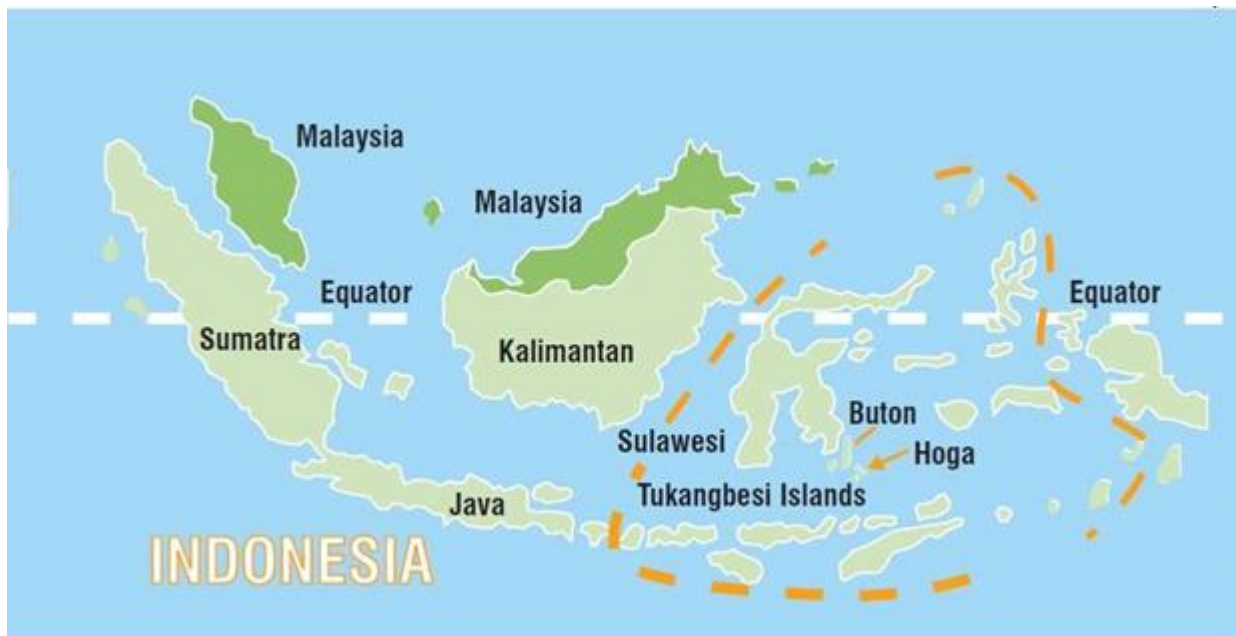 Malaysia
Malaysia
Equator
Equator
Sumatra
Kalimantan
Buton
Sulawesi
Hoga
Tukangbesi Islands
Java
INDONESIA